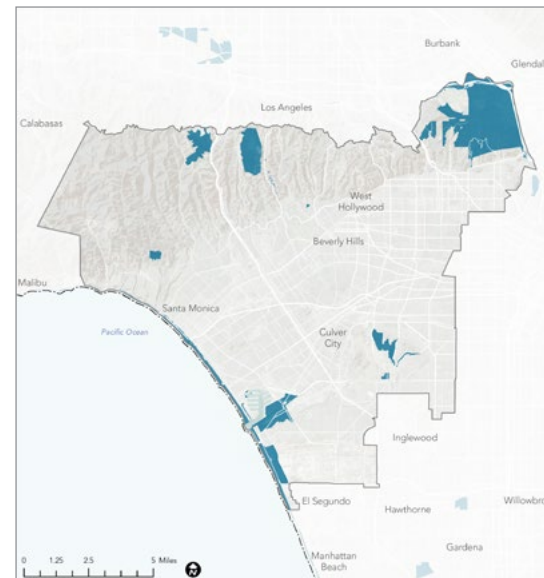 Burbank
Glendal
Los Angeles
Calabasas
West
Hollywood
Beverly Hills
Malibu
Santa Monica
Pacific Ocean
Culver
City
Inglewood
El Segundo
Hawthorne
Willowbro
Gardena
Manhattan
Beach
0 1.25 2.5 5 Miles